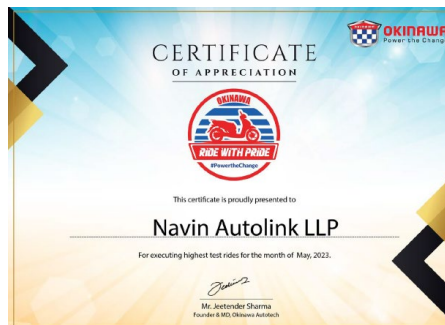 OKINAWA
Power the Change
CERTIFICATE
OF APPRECIATION
OKINAWA
RIDE WITH PRIDE
#PowertheChange
This certificate is proudly presented to
Navin Autolink LLP
For executing highest test rides for the month of May, 2023.
Mr. Jeetender Sharma
Founder & MD, Okinawa Autotech